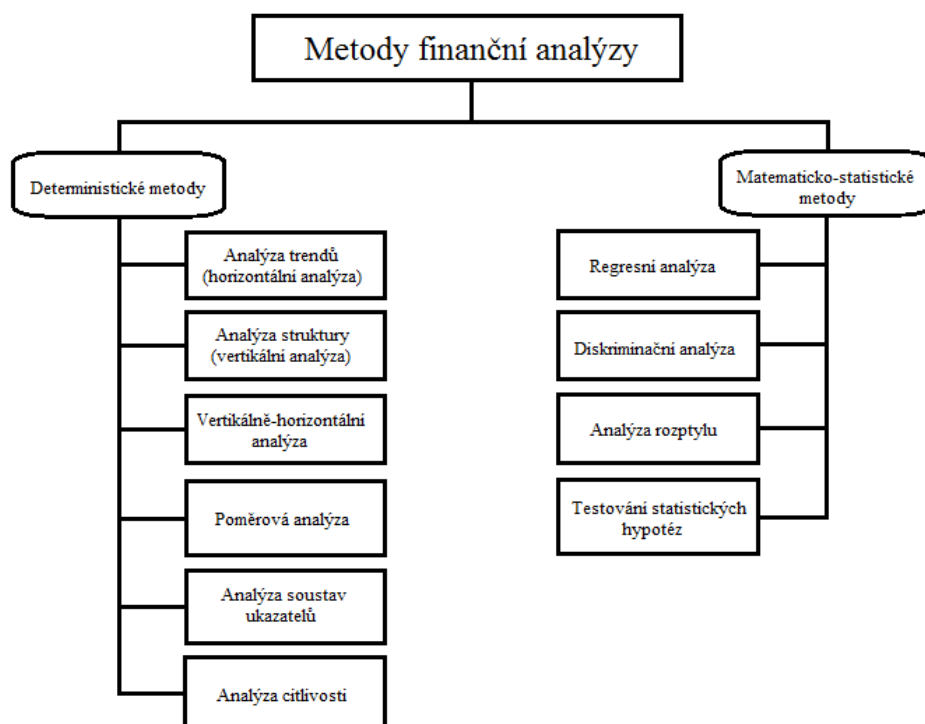 Metody finanční analýzy
Deterministické metody
Analýza trendů
(horizontální analýza)
Analýza struktury
(vertikální analýza)
Vertikálně-horizontální
analýza
Poměrová analýza
Analýza soustav
ukazatelů
Analýza citlivosti
Matematicko-statistické
metody
Regresní analýza
Diskriminační analýza
Analýza rozptylu
Testování statistických
hypotéz